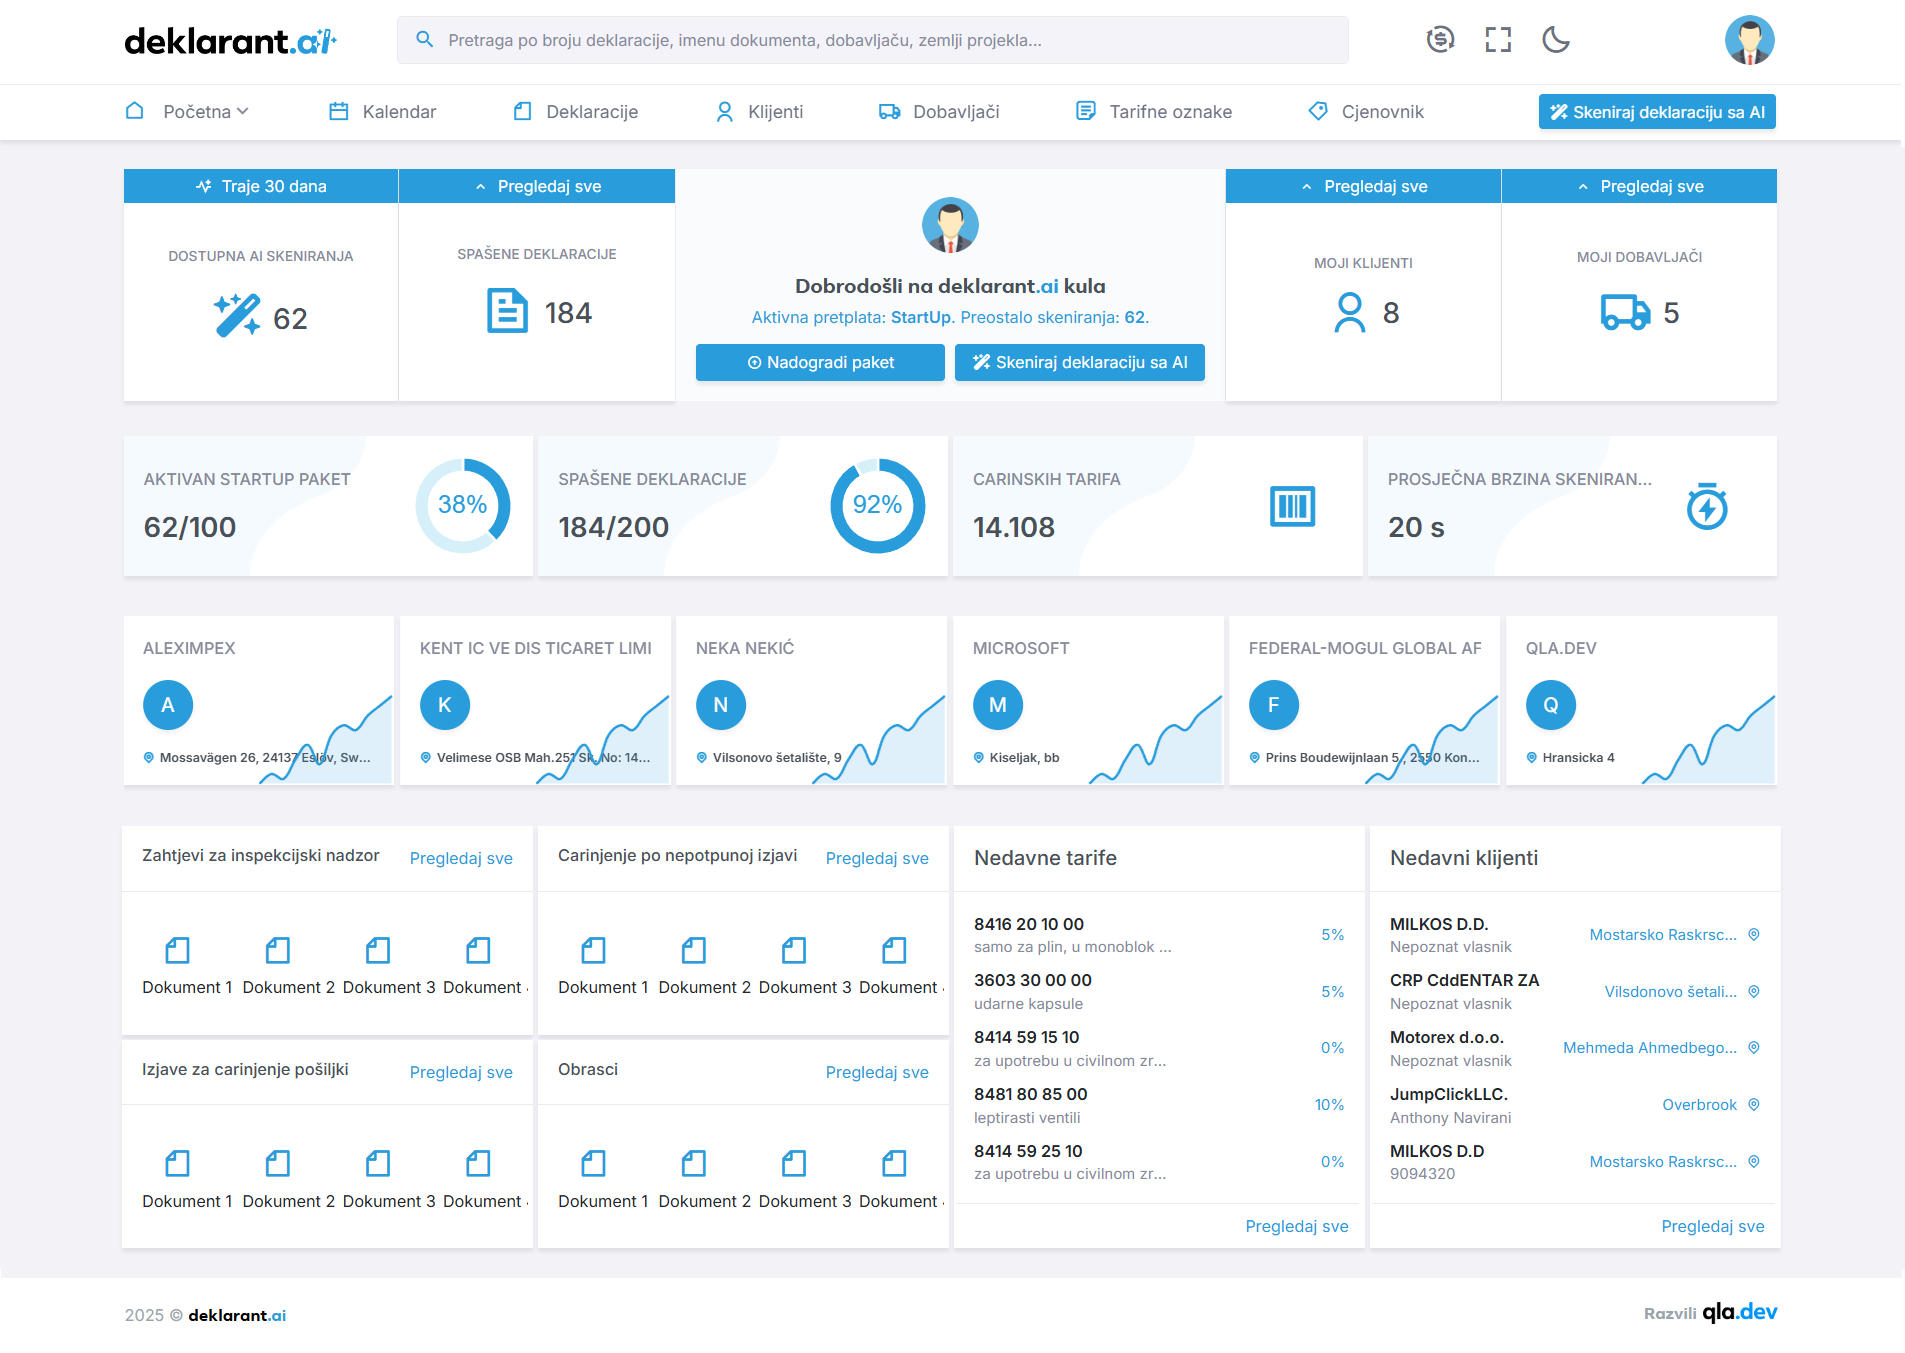 deklarant.ai
Pretraga po broju deklaracije, imenu dokumenta, dobavljaču, zemlji projekla...
Početna
Kalendar
Deklaracije
Klijenti
Dobavljači
Tarifne oznake
Cjenovnik
Skeniraj deklaraciju sa AI
Traje 30 dana
DOSTUPNA AI SKENIRANJA
62
Pregledaj sve
SPAŠENE DEKLARACIJE
184
Dobrodošli na deklarant.ai kula
Aktivna pretplata: StartUp. Preostalo skeniranja: 62.
Nadogradi paket
Skeniraj deklaraciju sa AI
Pregledaj sve
MOJI KLIJENTI
8
Pregledaj sve
MOJI DOBAVLJAČI
5
AKTIVAN STARTUP PAKET
62/100
38%
SPAŠENE DEKLARACIJE
184/200
92%
CARINSKIH TARIFA
14.108
PROSJEČNA BRZINA SKENIRAN...
20 s
ALEXIMPEX
A
Mossavägen 26, 24137 Eslöv, Sw...
KENT IC VE DIS TICARET LIMI
K
Velimese OSB Mah.251 Sk. No: 14...
NEKA NEKIĆ
N
Vilsonovo šetalište, 9
MICROSOFT
M
Kiseljak, bb
FEDERAL-MOGUL GLOBAL AF
F
Prins Boudewijnlaan 5 , 2550 Kon...
QLA.DEV
Q
Hransicka 4
Zahtjevi za inspekcijski nadzor
Pregledaj sve
Dokument 1 Dokument 2 Dokument 3 Dokument
Carinjenje po nepotpunoj izjavi
Pregledaj sve
Dokument 1 Dokument 2 Dokument 3 Dokument
Izjave za carinjenje pošiljki
Pregledaj sve
Dokument 1 Dokument 2 Dokument 3 Dokument
Obrasci
Pregledaj sve
Dokument 1 Dokument 2 Dokument 3 Dokument
Nedavne tarife
8416 20 10 00
samo za plin, u monoblok ...
5%
3603 30 00 00
udarne kapsule
5%
8414 59 15 10
za upotrebu u civilnom zr...
0%
8481 80 85 00
leptirasti ventili
10%
8414 59 25 10
za upotrebu u civilnom zr...
0%
Pregledaj sve
Nedavni klijenti
MILKOS D.D.
Nepoznat vlasnik
Mostarsko Raskrsc...
CRP CddENTAR ZA
Nepoznat vlasnik
Vilsdonovo šetali...
Motorex d.o.o.
Nepoznat vlasnik
Mehmeda Ahmedbego...
JumpClickLLC.
Anthony Navirani
Overbrook
MILKOS D.D
9094320
Mostarsko Raskrsc...
Pregledaj sve
2025 © deklarant.ai
Razvili qla.dev